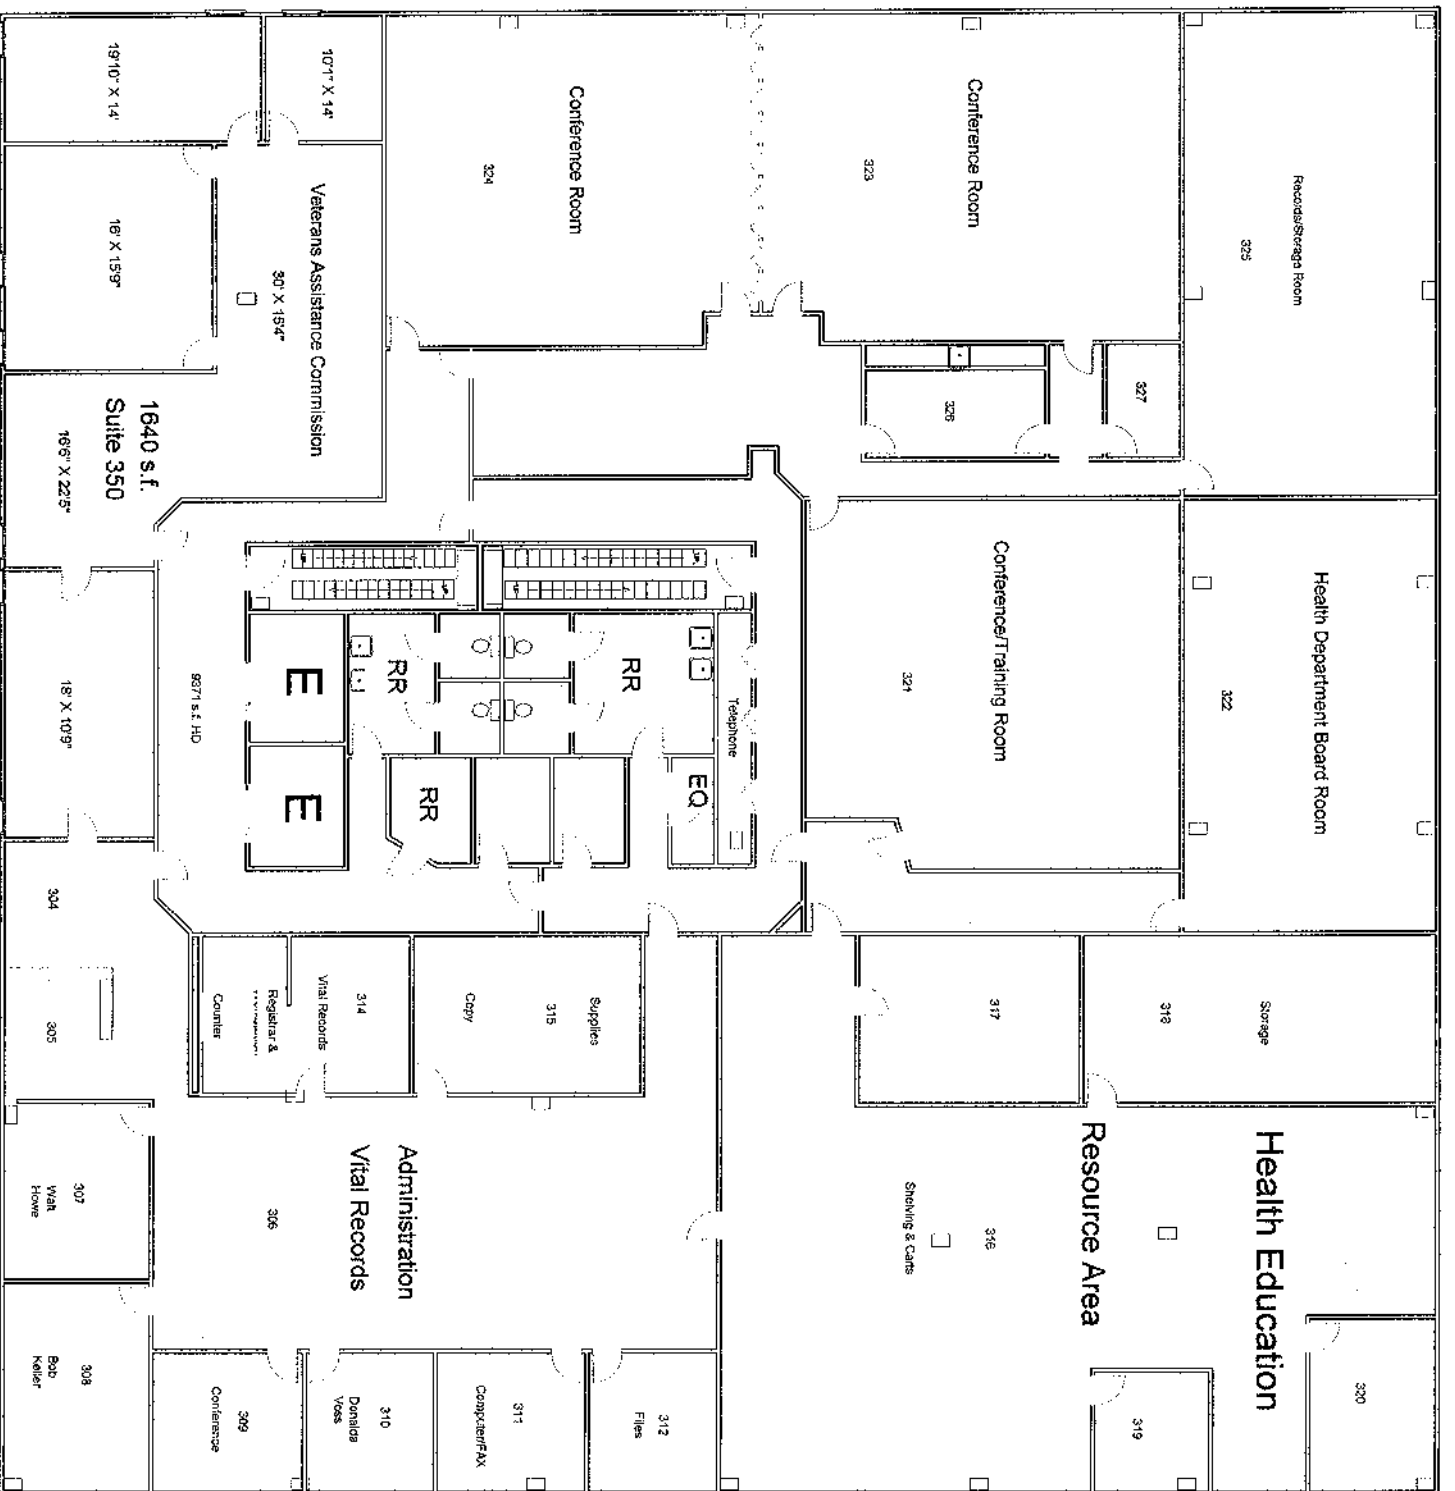 Health Education
Resource Area
320
319
316
Shelving & Carts
Storage
318
317
Health Department Board Room
322
Conference/Training Room
321
Records/Storage Room
325
327
326
Conference Room
323
Conference Room
324
Telephone
EQ
RR
RR
RR
E
E
UP
UP
9371 s.f. HD
Supplies
315
Copy
314
Vital Records
Registrar &
Counter
Administration
Vital Records
306
312
Files
311
Computer/FAX
310
Donalda
Voss
309
Conference
308
Bob
Keller
307
Walt
Howe
305
304
10'1" X 14'
19'10" X 14'
Veterans Assistance Commission
30' X 15'4"
16' X 15'9"
1640 s.f.
Suite 350
16'6" X 22'5"
18' X 10'9"